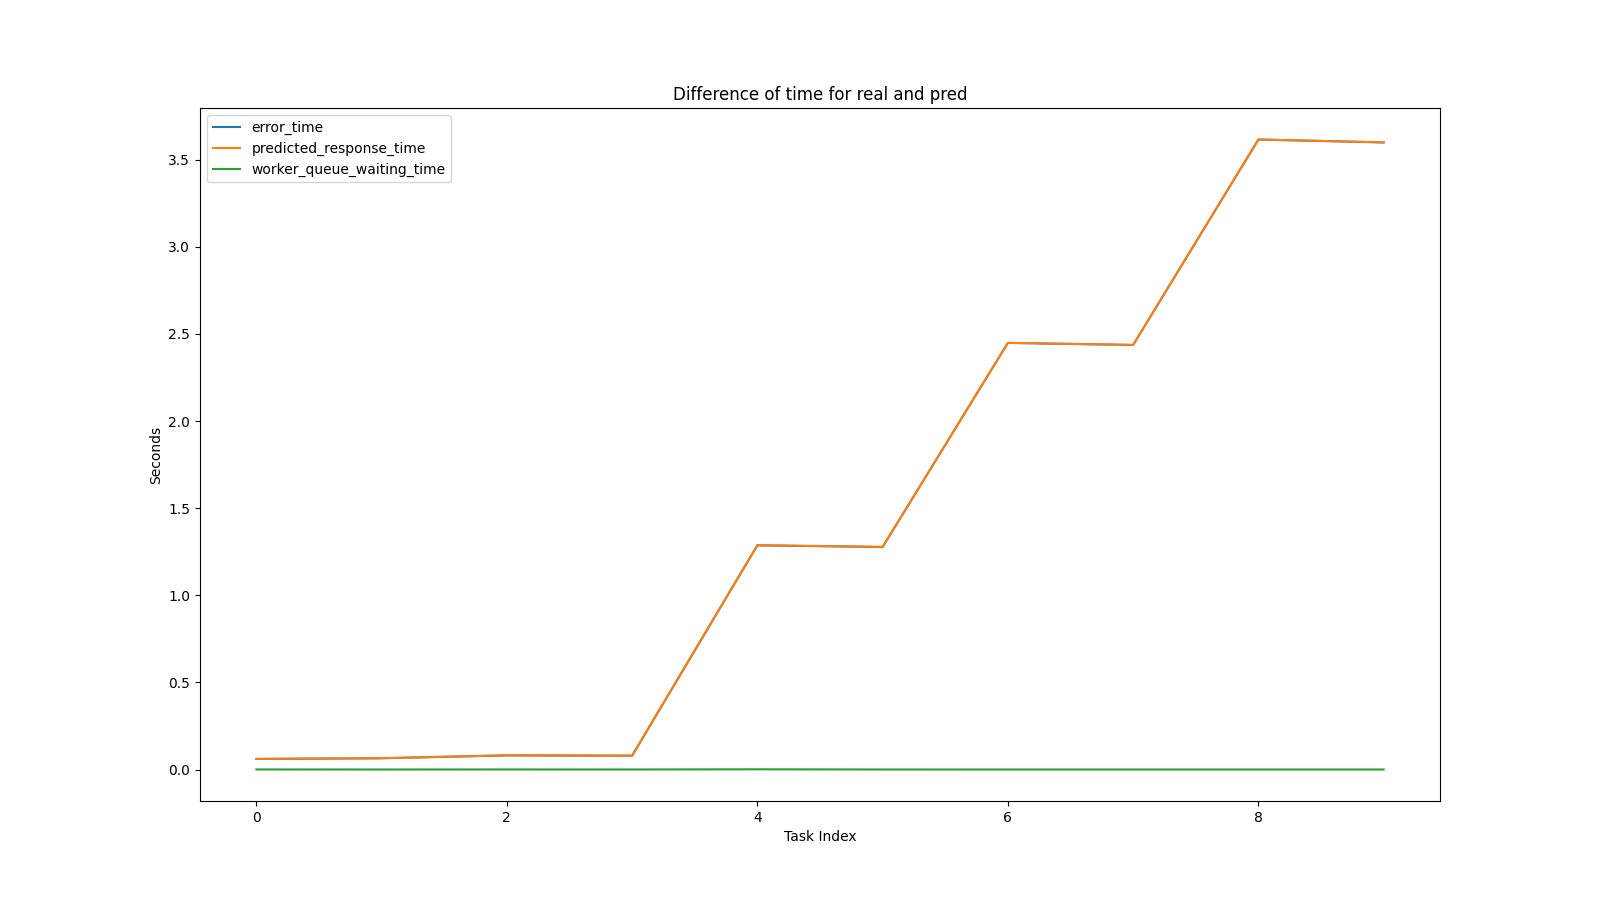 Difference of time for real and pred
error_time
predicted_response_time
worker_queue_waiting_time
3.5
3.0
2.5
2.0
1.5
1.0
0.5
0.0
Seconds
0 2 4 6 8
Task Index